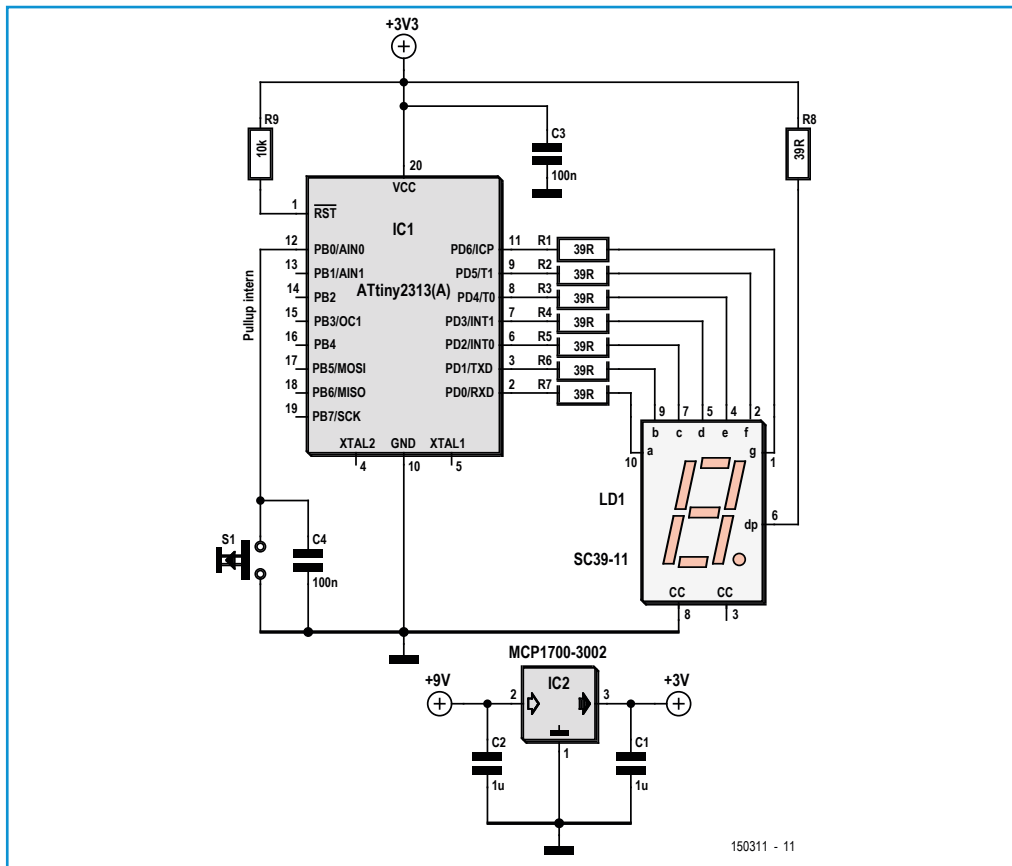 +3V3
R9
10k
C3
100n
R8
39R
20
VCC
1
RST
IC1
12
PB0/AIN0
PD6/ICP
11
R1
39R
13
PB1/AIN1
PD5/T1
9
R2
39R
14
PB2
ATtiny2313(A)
PD4/T0
8
R3
39R
15
PB3/OC1
PD3/INT1
7
R4
39R
16
PB4
PD2/INT0
6
R5
39R
17
PB5/MOSI
PD1/TXD
3
R6
39R
18
PB6/MISO
PD0/RXD
2
R7
39R
19
PB7/SCK
Pullup intern
XTAL2
GND
XTAL1
4
10
5
9
7
5
4
2
b
c
d
e
f
10
a
g
1
LD1
dp
6
SC39-11
CC
CC
8
3
S1
C4
100n
MCP1700-3002
+9V
2
IC2
3
+3V
C2
1u
1
C1
1u
150311 - 11